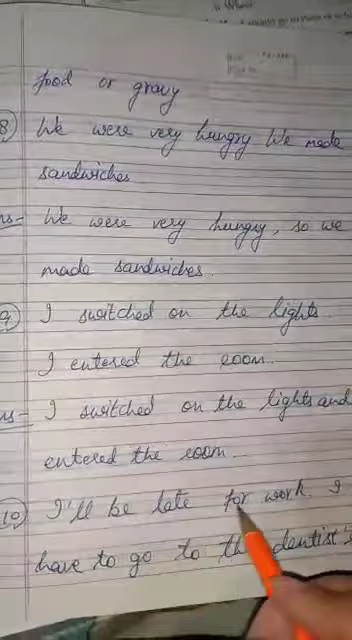 food or gravy
8) We were very hungry We made
sandwiches
ns- We were very hungry, so we
made sandwiches.
9) I switched on the lights.
I entered the room.
ns- I switched on the lights and
entered the room.
10) I'll be late for work. I
have to go to the dentist's